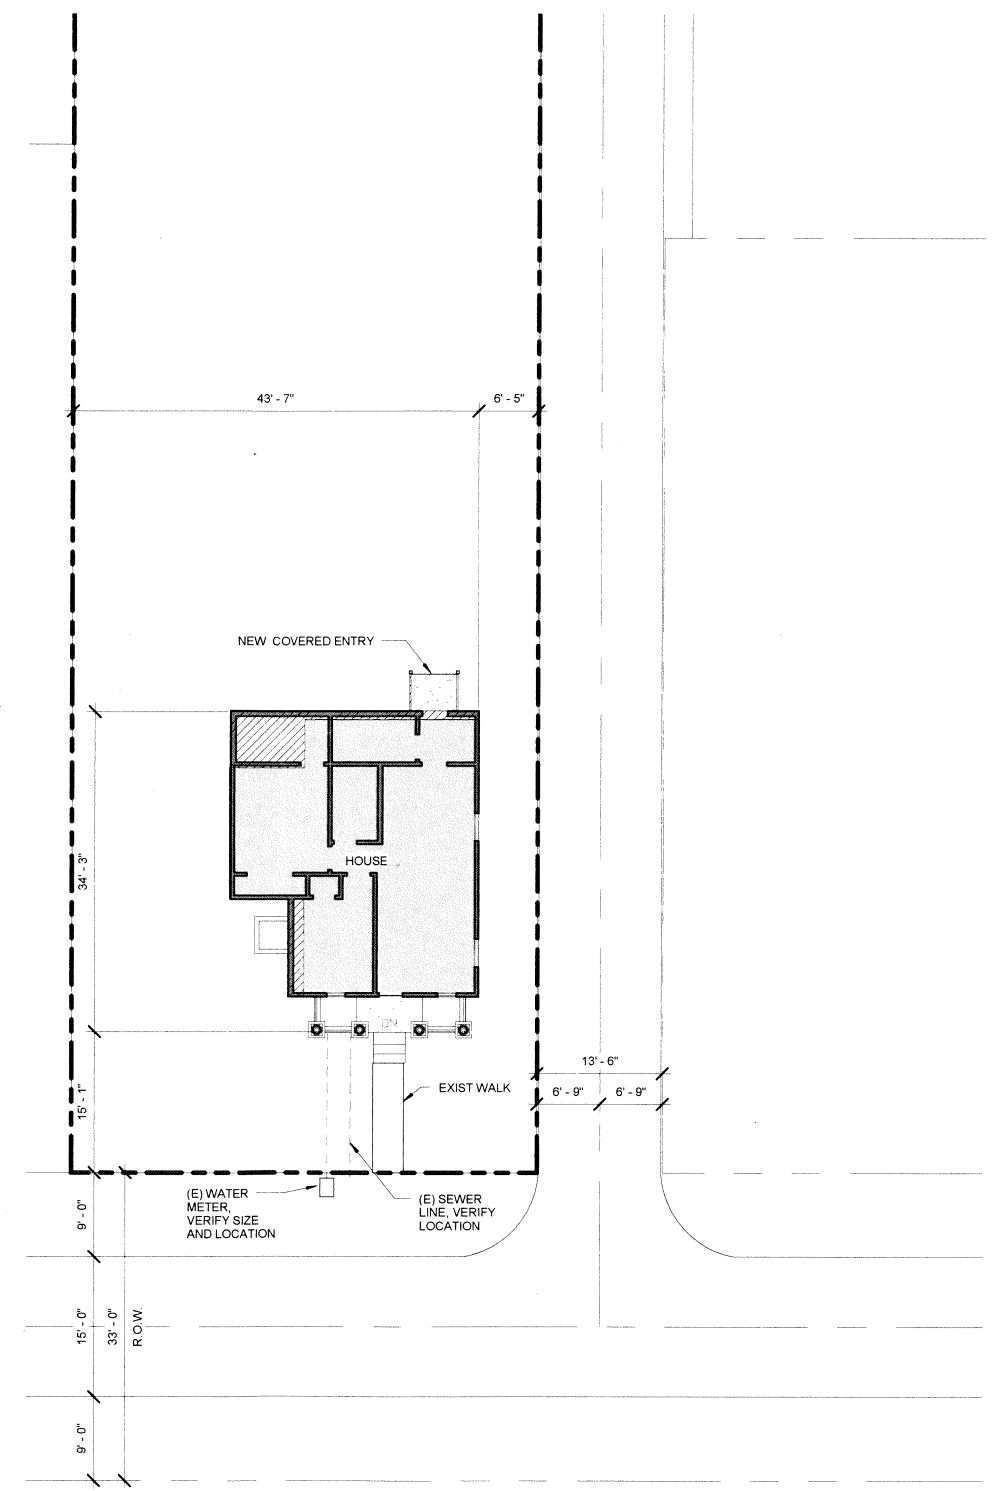 43' - 7"
6' - 5"
NEW COVERED ENTRY
34' - 3"
HOUSE
DN
13' - 6"
6' - 9"
6' - 9"
15' - 1"
EXIST WALK
(E) WATER
METER,
VERIFY SIZE
AND LOCATION
(E) SEWER
LINE, VERIFY
LOCATION
9' - 0"
15' - 0"
33' - 0"
R.O.W.
9' - 0"